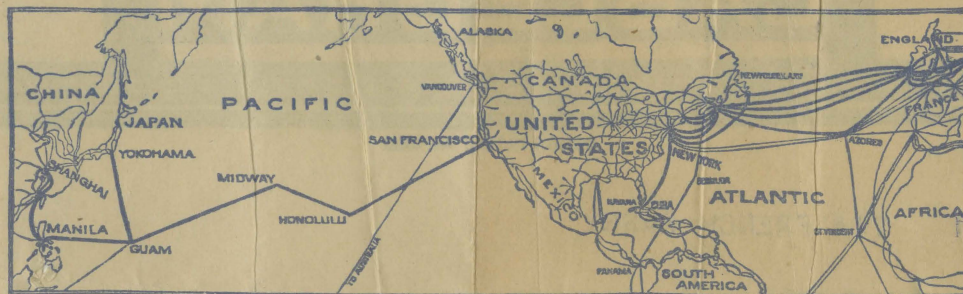 ALASKA
ENGLAND
CHINA
CANADA
NEWFOUNDLAND
VANCOUVER
PACIFIC
FRANCE
JAPAN
UNITED
STATES
SAN FRANCISCO
AZORES
YOKOHAMA
NEW YORK
SHANGHAI
MIDWAY
BERMUDA
MEXICO
ATLANTIC
HAVANA
CUBA
HONOLULU
AFRICA
MANILA
GUAM
ST. VINCENT
TO AUSTRALIA
PANAMA
SOUTH
AMERICA